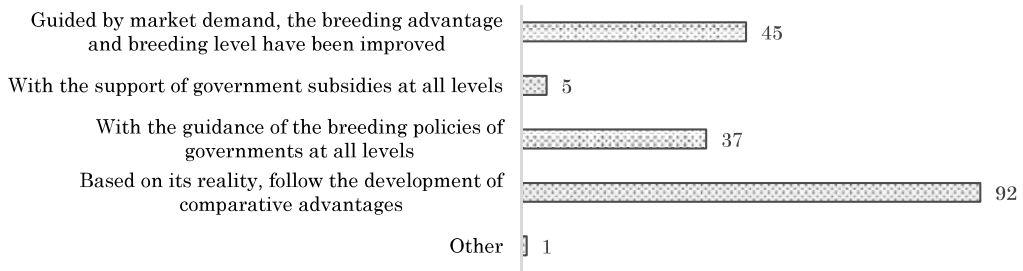 Guided by market demand, the breeding advantage
and breeding level have been improved
45
With the support of government subsidies at all levels
5
With the guidance of the breeding policies of
governments at all levels
37
Based on its reality, follow the development of
comparative advantages
92
Other
1